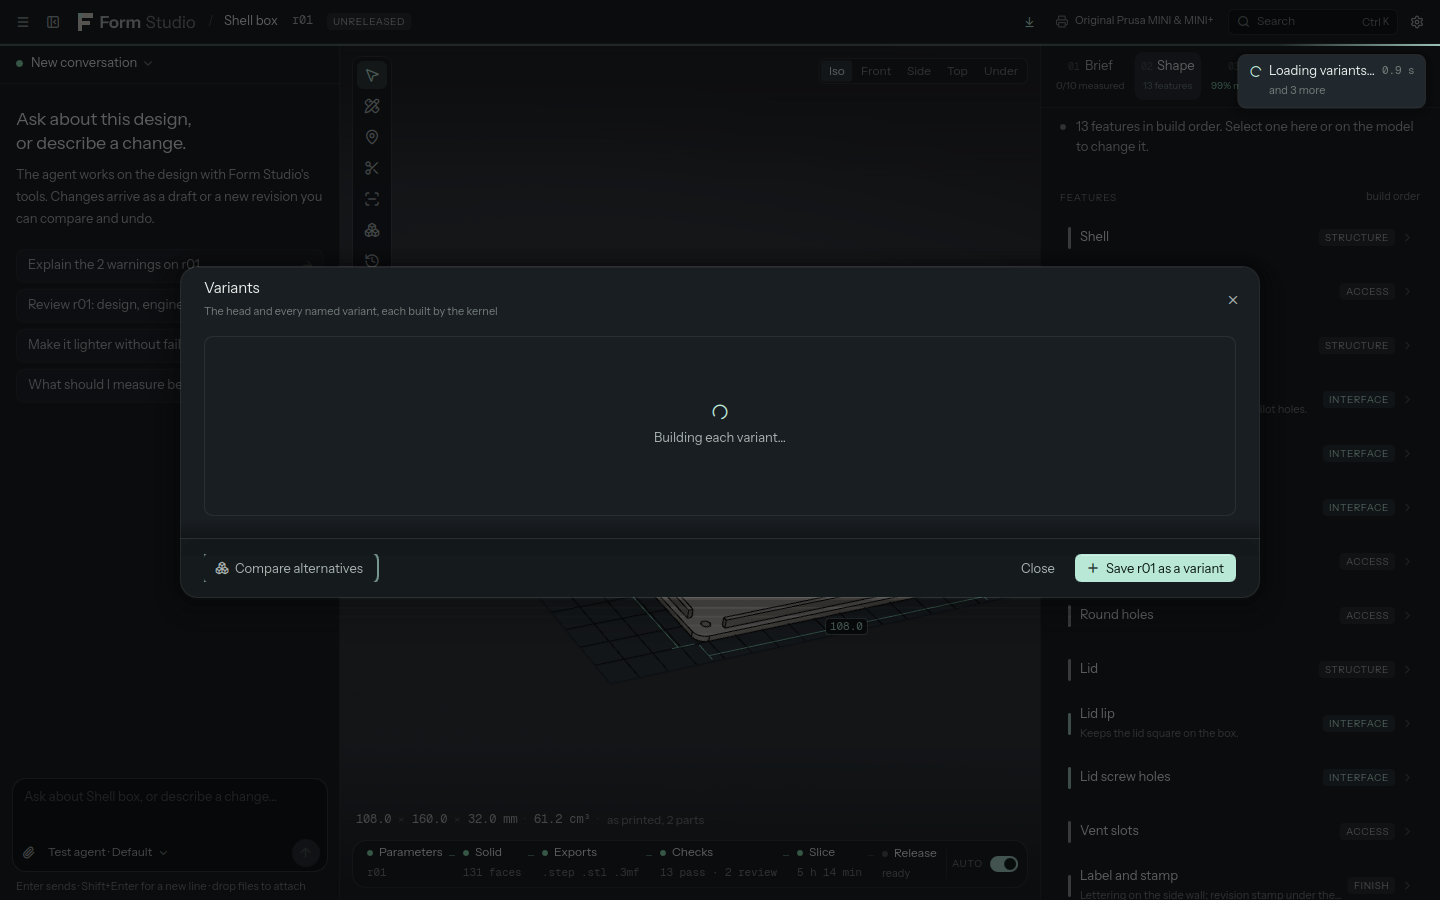 Form Studio / Shell box r01 UNRELEASED
Original Prusa MINI & MINI+
Search Ctrl K
New conversation
Ask about this design,
or describe a change.
The agent works on the design with Form Studio's
tools. Changes arrive as a draft or a new revision you
can compare and undo.
Explain the 2 warnings on r01
Review r01: design, engine
Make it lighter without fail
What should I measure be
Iso Front Side Top Under
01 Brief
0/10 measured
02 Shape
13 features
99%
Loading variants... 0.9 s
and 3 more
13 features in build order. Select one here or on the model
to change it.
FEATURES build order
Shell STRUCTURE
ACCESS
STRUCTURE
INTERFACE
holes.
INTERFACE
INTERFACE
ACCESS
Round holes ACCESS
Lid STRUCTURE
Lid lip INTERFACE
Keeps the lid square on the box.
Lid screw holes INTERFACE
Vent slots ACCESS
Label and stamp FINISH
Lettering on the side wall; revision stamp under the...
Variants
The head and every named variant, each built by the kernel
Building each variant...
Compare alternatives
Close
+ Save r01 as a variant
108.0
108.0 × 160.0 × 32.0 mm · 61.2 cm³ · as printed, 2 parts
Parameters
r01
Solid
131 faces
Exports
.step .stl .3mf
Checks
13 pass · 2 review
Slice
5 h 14 min
Release
ready
AUTO
Ask about Shell box, or describe a change...
Test agent · Default
Enter sends · Shift+Enter for a new line · drop files to attach